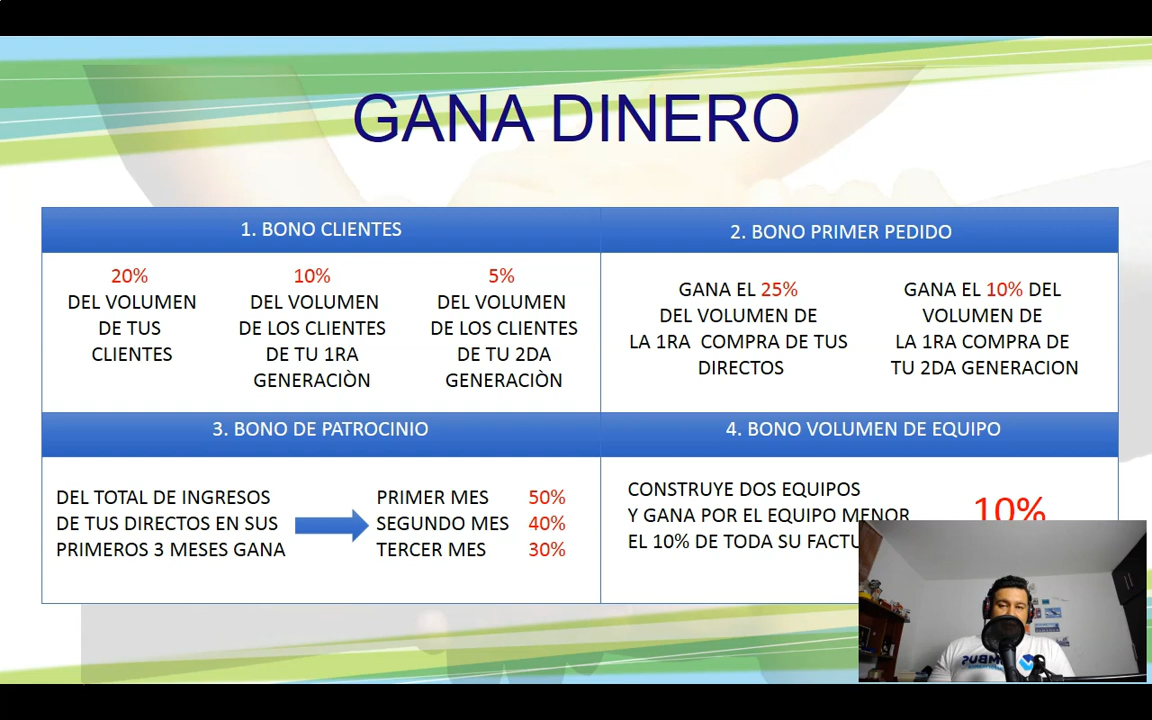 GANA DINERO
1. BONO CLIENTES
20%
DEL VOLUMEN
DE TUS
CLIENTES
10%
DEL VOLUMEN
DE LOS CLIENTES
DE TU 1RA
GENERACIÒN
5%
DEL VOLUMEN
DE LOS CLIENTES
DE TU 2DA
GENERACIÒN
2. BONO PRIMER PEDIDO
GANA EL 25%
DEL VOLUMEN DE
LA 1RA COMPRA DE TUS
DIRECTOS
GANA EL 10% DEL
VOLUMEN DE
LA 1RA COMPRA DE
TU 2DA GENERACION
3. BONO DE PATROCINIO
DEL TOTAL DE INGRESOS
DE TUS DIRECTOS EN SUS
PRIMEROS 3 MESES GANA
PRIMER MES 50%
SEGUNDO MES 40%
TERCER MES 30%
4. BONO VOLUMEN DE EQUIPO
CONSTRUYE DOS EQUIPOS
Y GANA POR EL EQUIPO MENOR
EL 10% DE TODA SU FACTU
10%